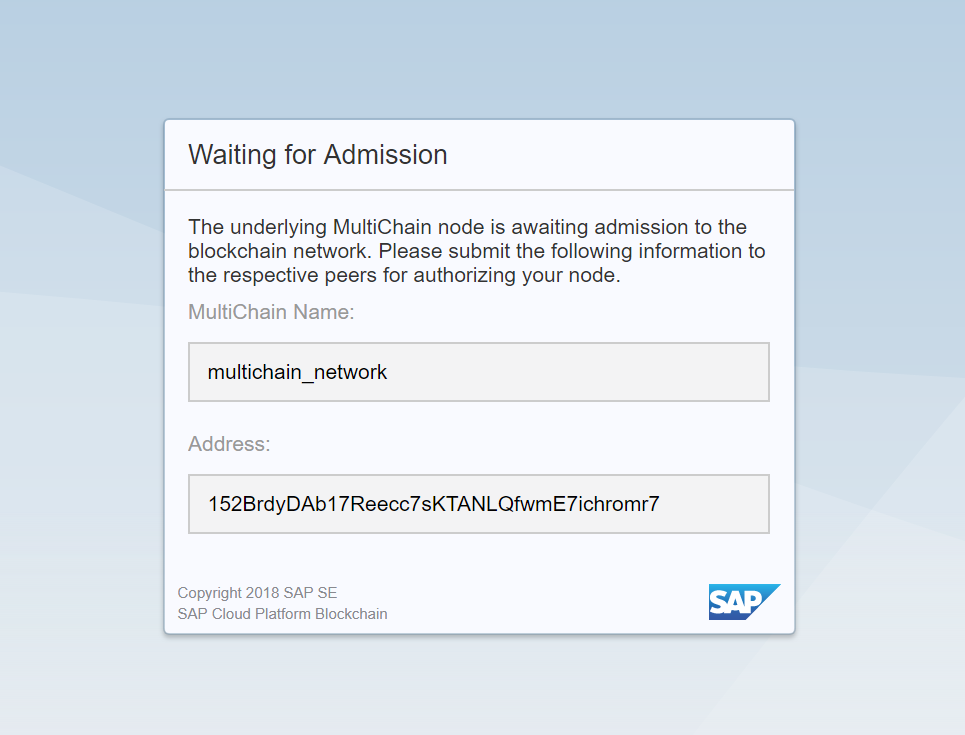 Waiting for Admission
The underlying MultiChain node is awaiting admission to the
blockchain network. Please submit the following information to
the respective peers for authorizing your node.
MultiChain Name:
multichain_network
Address:
152BrdyDAb17Reecc7sKTANLQfwmE7ichromr7
Copyright 2018 SAP SE
SAP Cloud Platform Blockchain
SAP